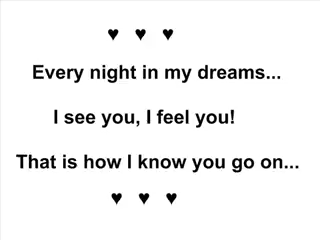 ♥ ♥ ♥
Every night in my dreams...
I see you, I feel you!
That is how I know you go on...
♥ ♥ ♥